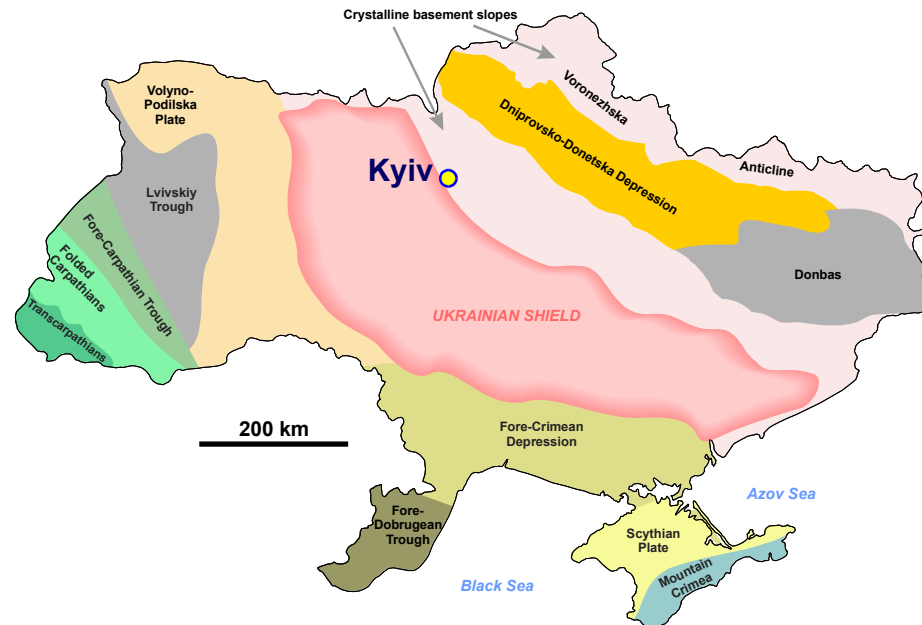 Crystalline basement slopes
Volyno-
Podilska
Plate
Voronezhska
Dniprovsko-Donetska Depression
Anticline
Kyiv
Lvivskiy
Trough
Fore-Carpathian Trough
Folded
Carpathians
Transcarpathians
Donbas
UKRAINIAN SHIELD
200 km
Fore-Crimean
Depression
Azov Sea
Fore-
Dobrugean
Trough
Scythian
Plate
Black Sea
Mountain
Crimea